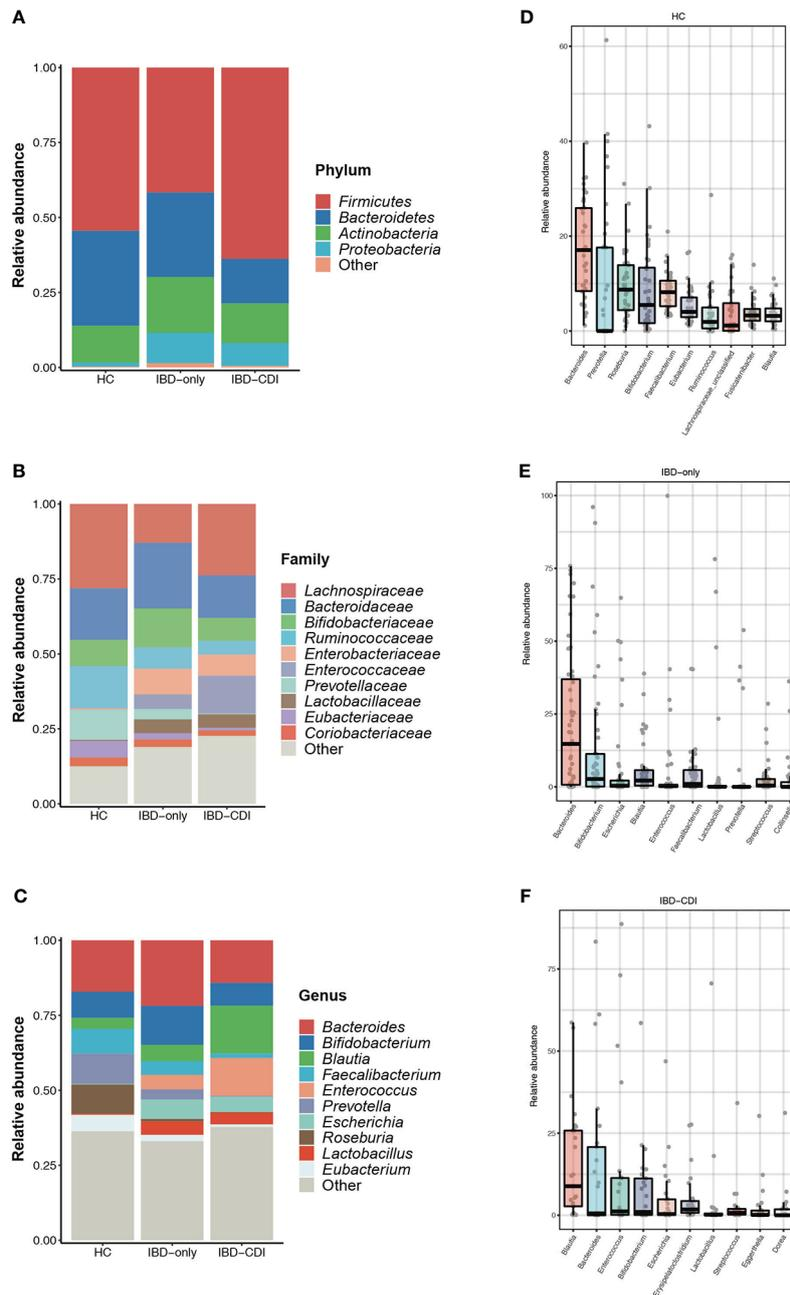 A
1.00
0.75
0.50
0.25
0.00
Relative abundance
HC
IBD-only
IBD-CDI
Phylum
Firmicutes
Bacteroidetes
Actinobacteria
Proteobacteria
Other
D
HC
60
40
20
0
Relative abundance
Bacteroides
Prevotella
Roseburia
Bifidobacterium
Faecalibacterium
Eubacterium
Ruminococcus
Lachnospiraceae_unclassified
Fusicatenibacter
Blautia
B
1.00
0.75
0.50
0.25
0.00
Relative abundance
HC
IBD-only
IBD-CDI
Family
Lachnospiraceae
Bacteroidaceae
Bifidobacteriaceae
Ruminococcaceae
Enterobacteriaceae
Enterococcaceae
Prevotellaceae
Lactobacillaceae
Eubacteriaceae
Coriobacteriaceae
Other
E
IBD-only
100
75
50
25
0
Relative abundance
Bacteroides
Bifidobacterium
Escherichia
Blautia
Enterococcus
Faecalibacterium
Lactobacillus
Prevotella
Streptococcus
C
1.00
0.75
0.50
0.25
0.00
Relative abundance
HC
IBD-only
IBD-CDI
Genus
Bacteroides
Bifidobacterium
Blautia
Faecalibacterium
Enterococcus
Prevotella
Escherichia
Roseburia
Lactobacillus
Eubacterium
Other
F
IBD-CDI
75
50
25
0
Relative abundance
Blautia
Bacteroides
Enterococcus
Bifidobacterium
Escherichia
Erysipelatoclostridium
Lactobacillus
Streptococcus
Eggerthella
Dorea